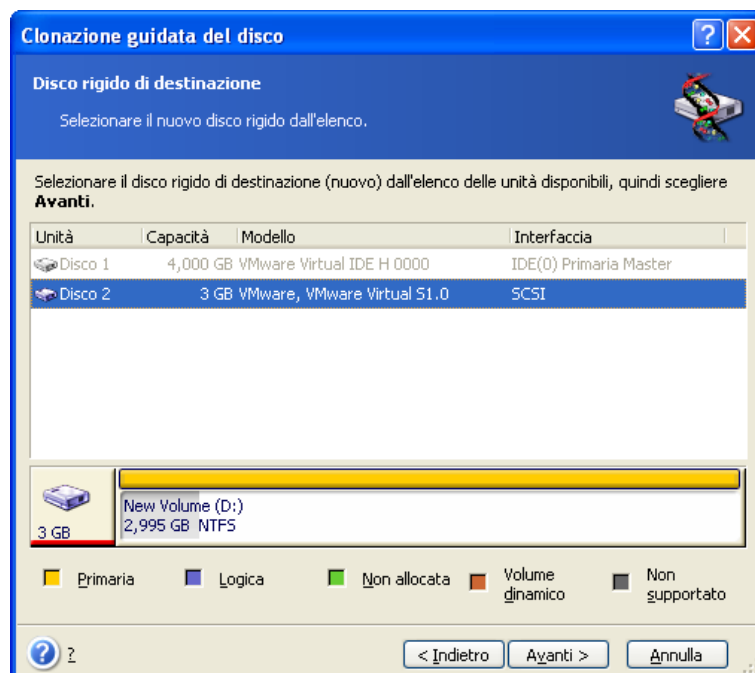 Clonazione guidata del disco
Disco rigido di destinazione
Selezionare il nuovo disco rigido dall'elenco.
Selezionare il disco rigido di destinazione (nuovo) dall'elenco delle unità disponibili, quindi scegliere
Avanti.
Unità Capacità Modello Interfaccia
Disco 1 4,000 GB VMware Virtual IDE H 0000 IDE(0) Primaria Master
Disco 2 3 GB VMware, VMware Virtual S1.0 SCSI
New Volume (D:)
3 GB 2,995 GB NTFS
Primaria Logica Non allocata Volume dinamico Non supportato
? < Indietro Avanti > Annulla